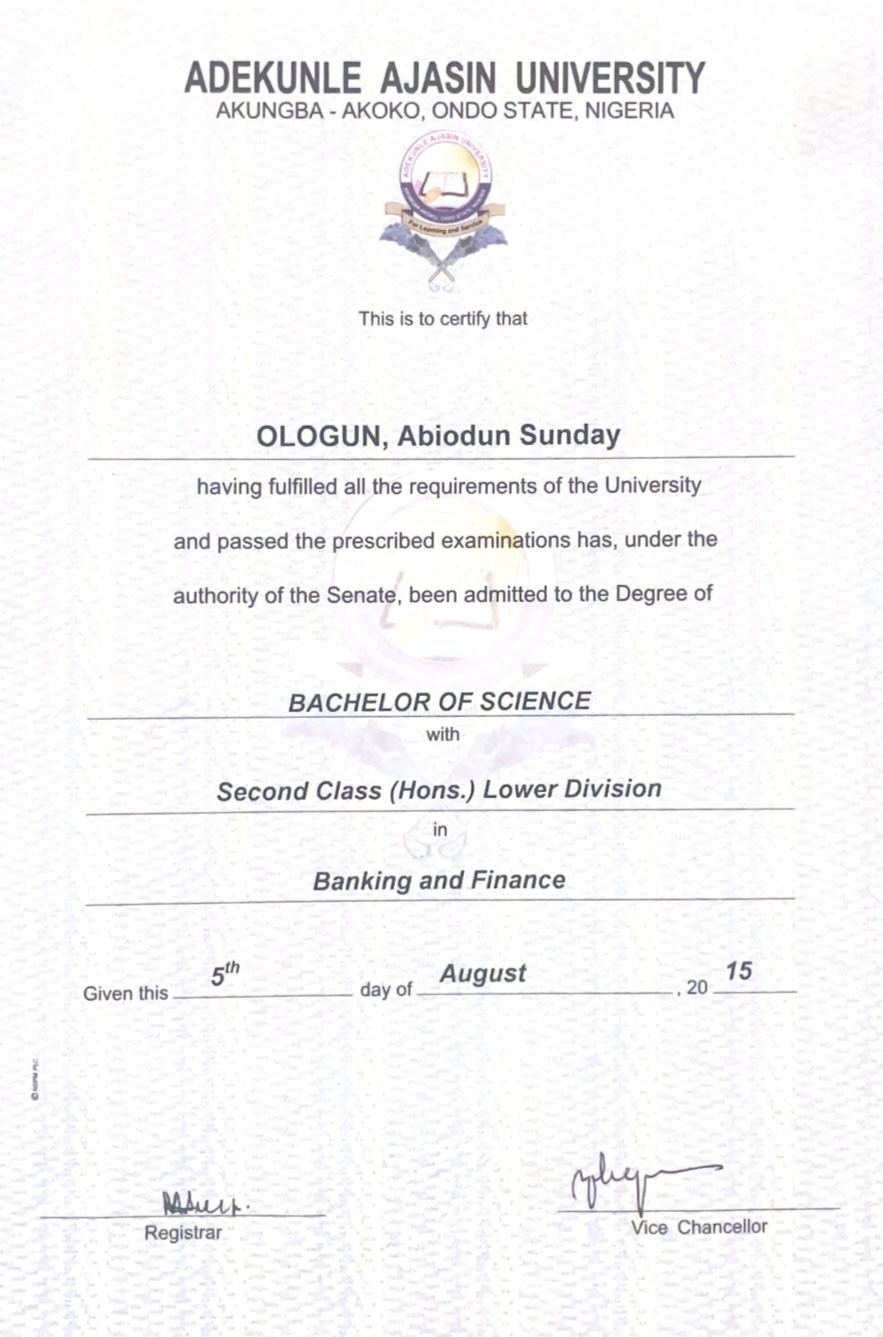 ADEKUNLE AJASIN UNIVERSITY
AKUNGBA - AKOKO, ONDO STATE, NIGERIA
ADEKUNLE AJASIN UNIVERSITY
For Learning and Service
This is to certify that
OLOGUN, Abiodun Sunday
having fulfilled all the requirements of the University
and passed the prescribed examinations has, under the
authority of the Senate, been admitted to the Degree of
BACHELOR OF SCIENCE
with
Second Class (Hons.) Lower Division
in
Banking and Finance
Given this 5th day of August , 20 15
© NSPM PLC
Registrar
Vice Chancellor